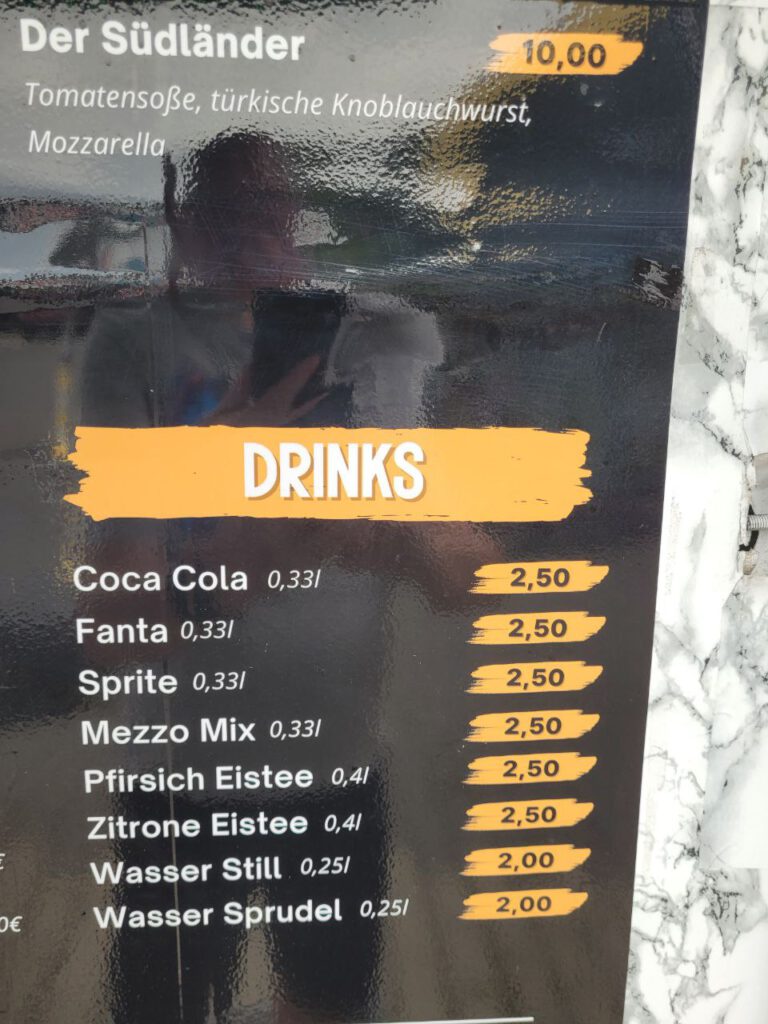 Der Südländer 10,00
Tomatensoße, türkische Knoblauchwurst,
Mozzarella
DRINKS
Coca Cola 0,33l 2,50
Fanta 0,33l 2,50
Sprite 0,33l 2,50
Mezzo Mix 0,33l 2,50
Pfirsich Eistee 0,4l 2,50
Zitrone Eistee 0,4l 2,50
Wasser Still 0,25l 2,00
€
Wasser Sprudel 0,25l 2,00
0€